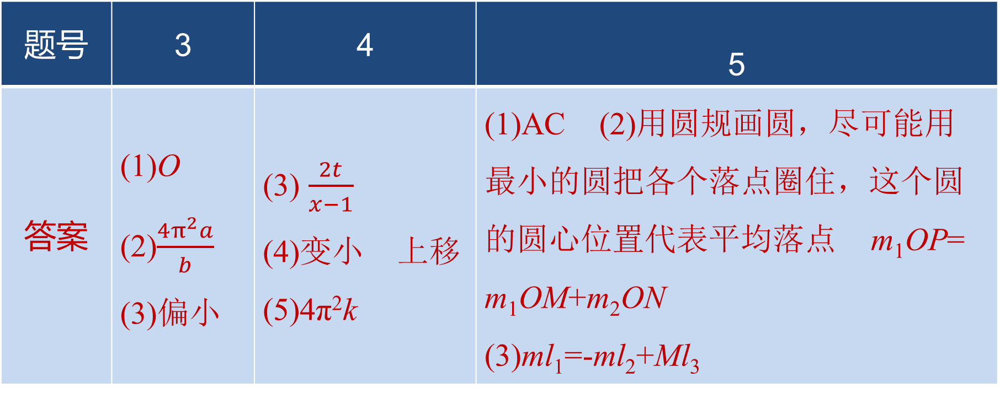 题号 3 4 5
答案
(1)O
(2)4π²a/b
(3)偏小
(3) 2t/(x−1)
(4)变小 上移
(5)4π²k
(1)AC (2)用圆规画圆，尽可能用
最小的圆把各个落点圈住，这个圆
的圆心位置代表平均落点 m₁OP=
m₁OM+m₂ON
(3)ml₁=-ml₂+Ml₃